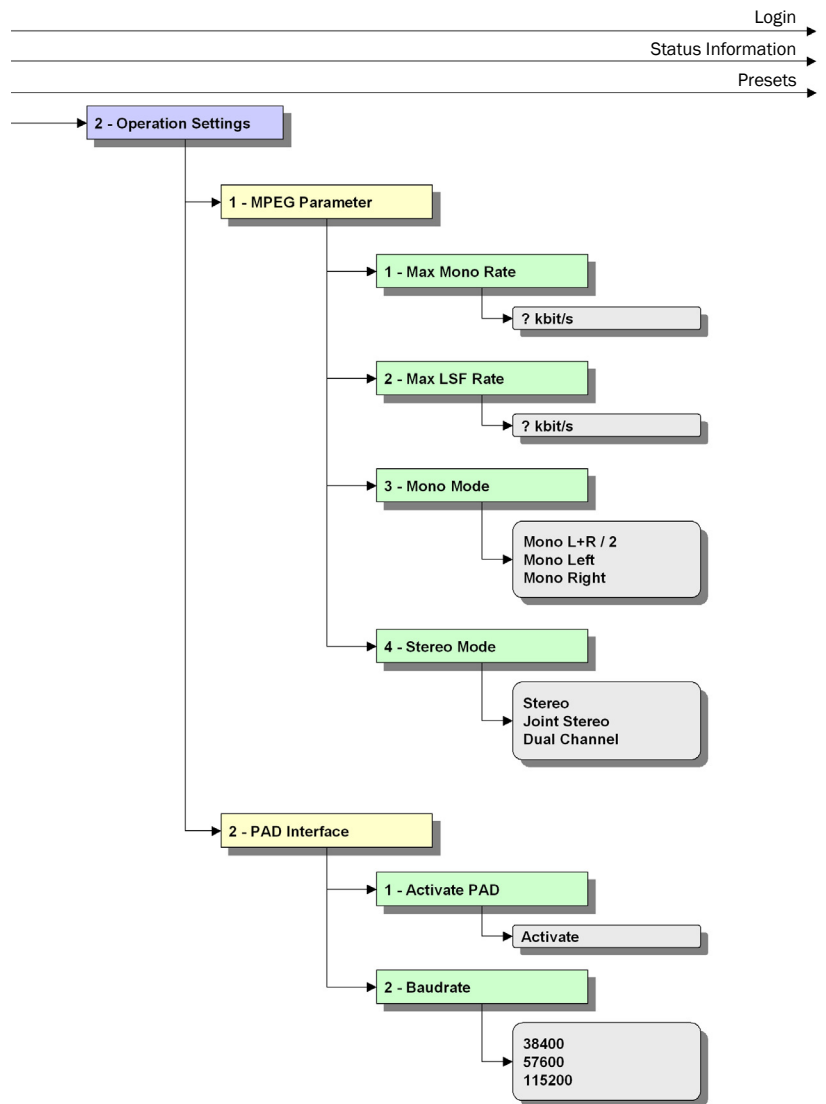 Login
Status Information
Presets
2 - Operation Settings
1 - MPEG Parameter
1 - Max Mono Rate
? kbit/s
2 - Max LSF Rate
? kbit/s
3 - Mono Mode
Mono L+R / 2
Mono Left
Mono Right
4 - Stereo Mode
Stereo
Joint Stereo
Dual Channel
2 - PAD Interface
1 - Activate PAD
Activate
2 - Baudrate
38400
57600
115200